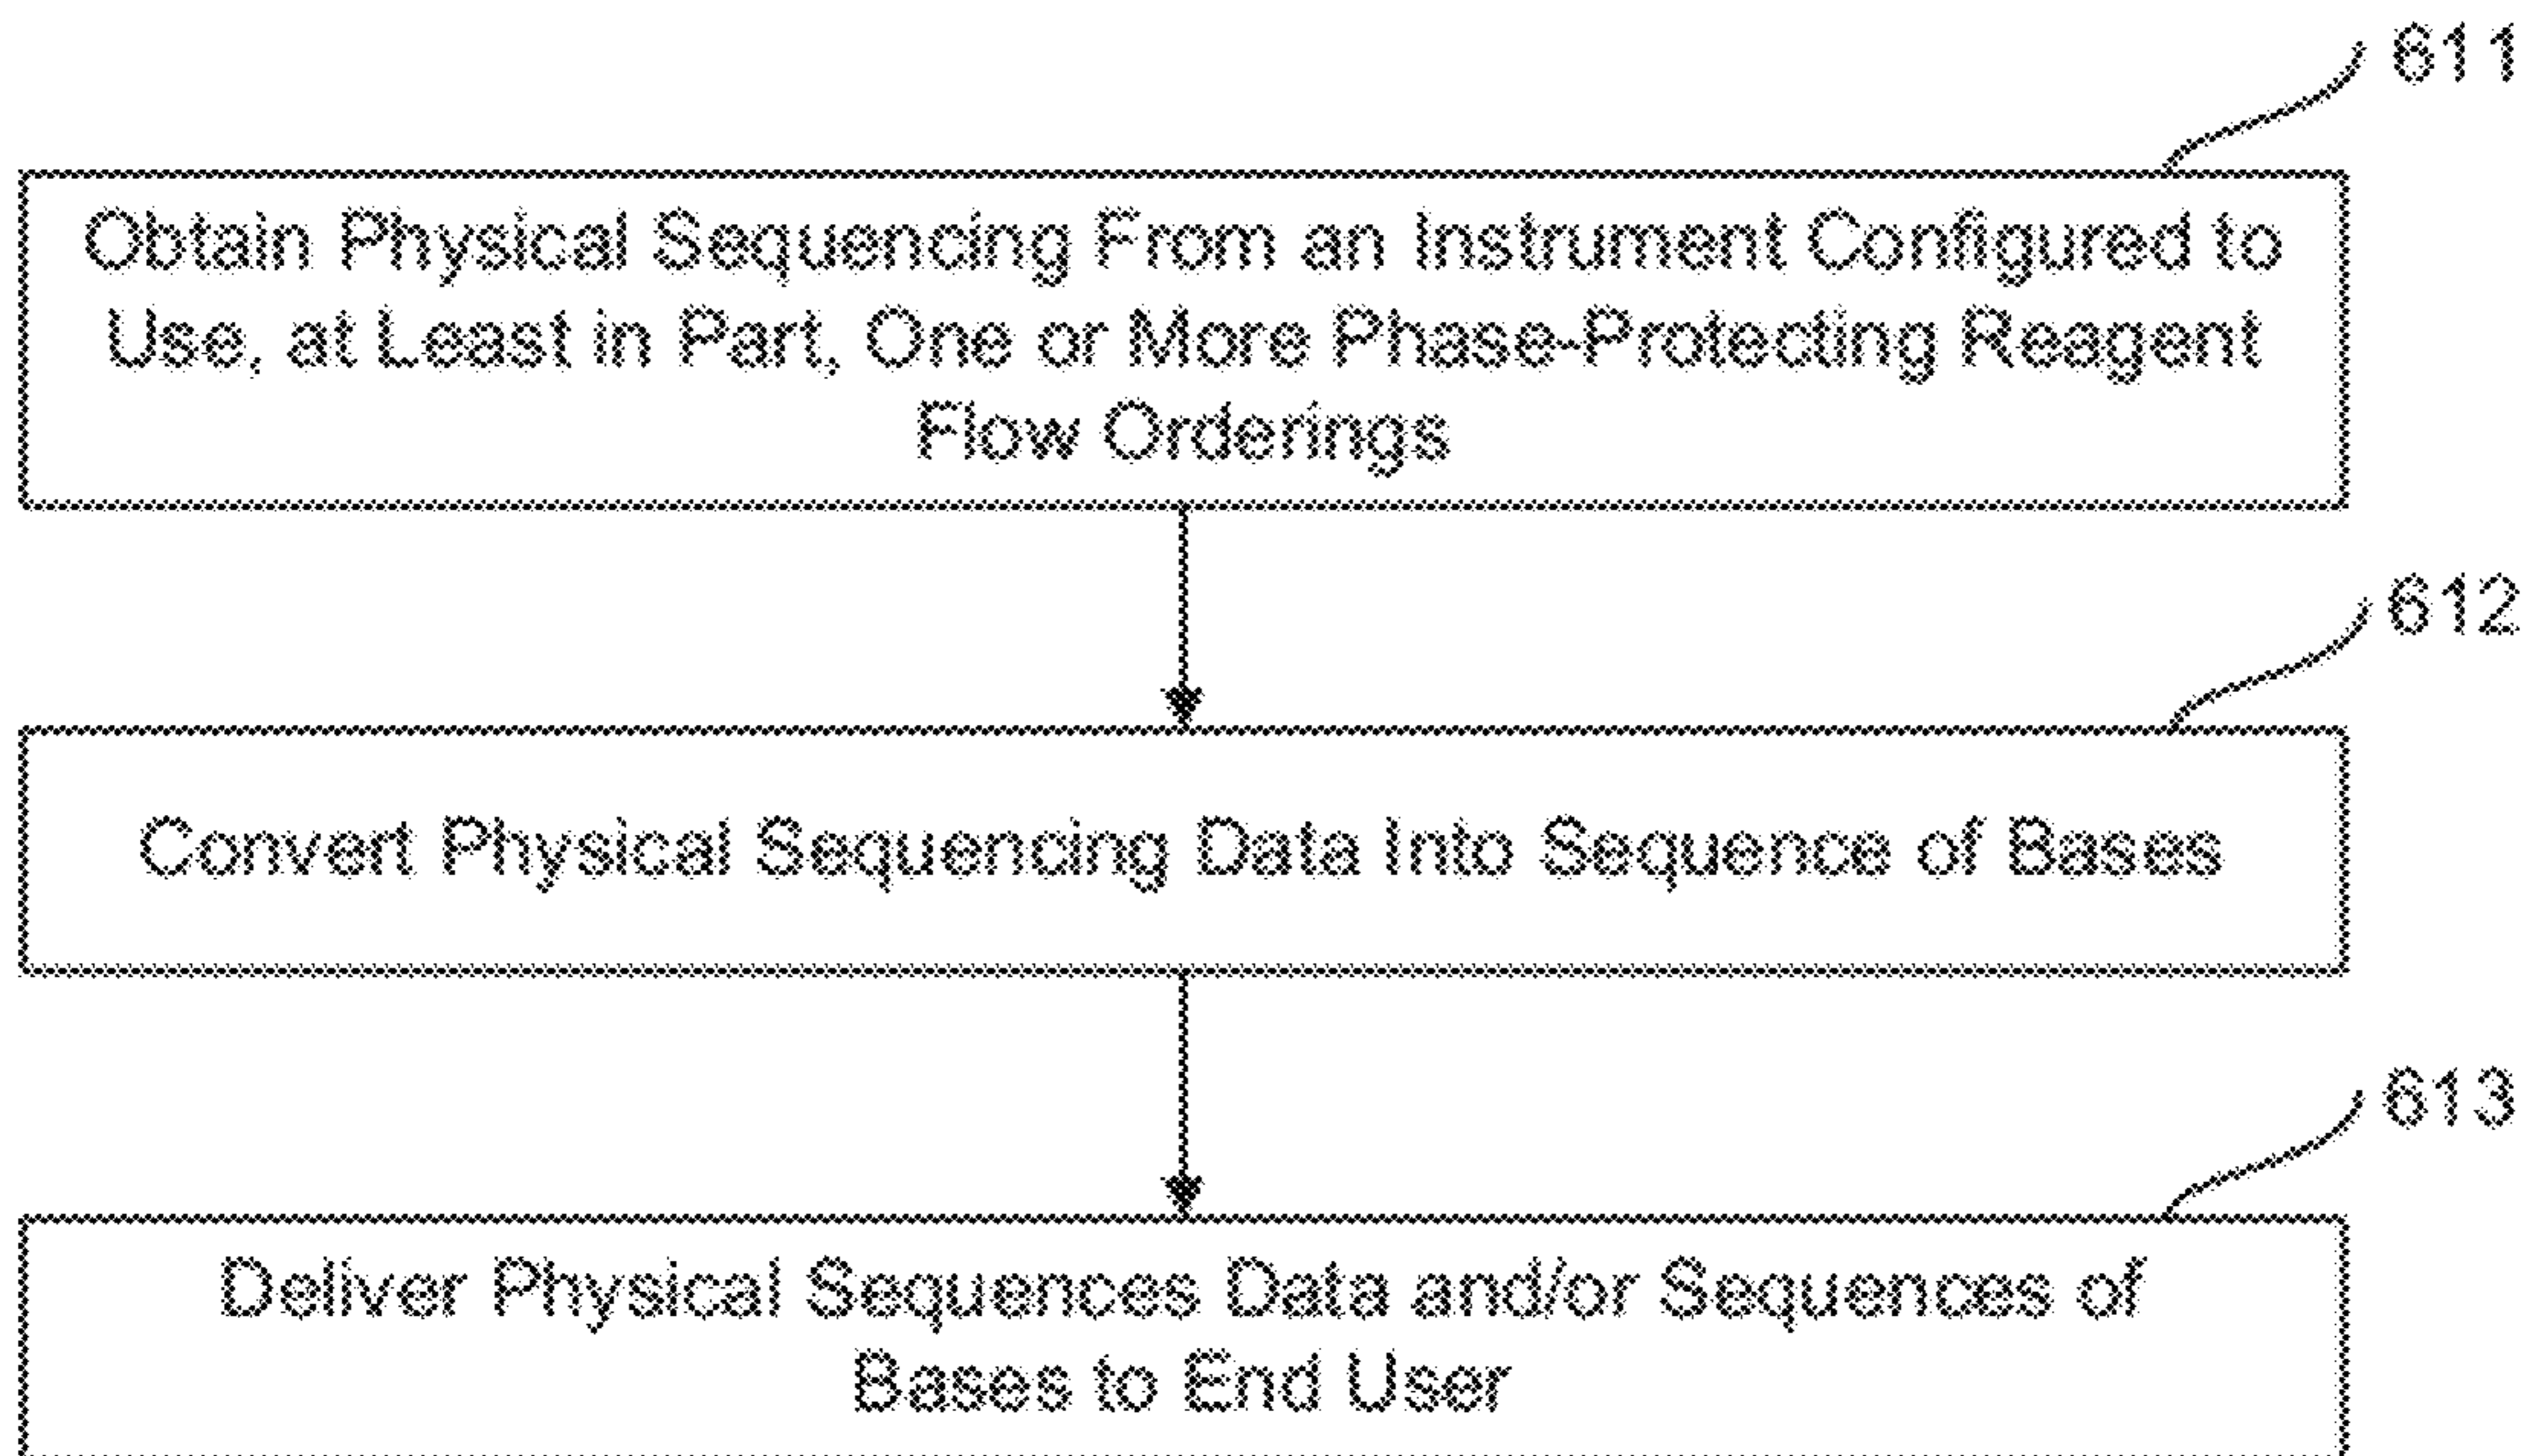 611
Obtain Physical Sequencing From an Instrument Configured to
Use, at Least in Part, One or More Phase-Protecting Reagent
Flow Orderings
612
Convert Physical Sequencing Data Into Sequence of Bases
613
Deliver Physical Sequences Data and/or Sequences of
Bases to End User